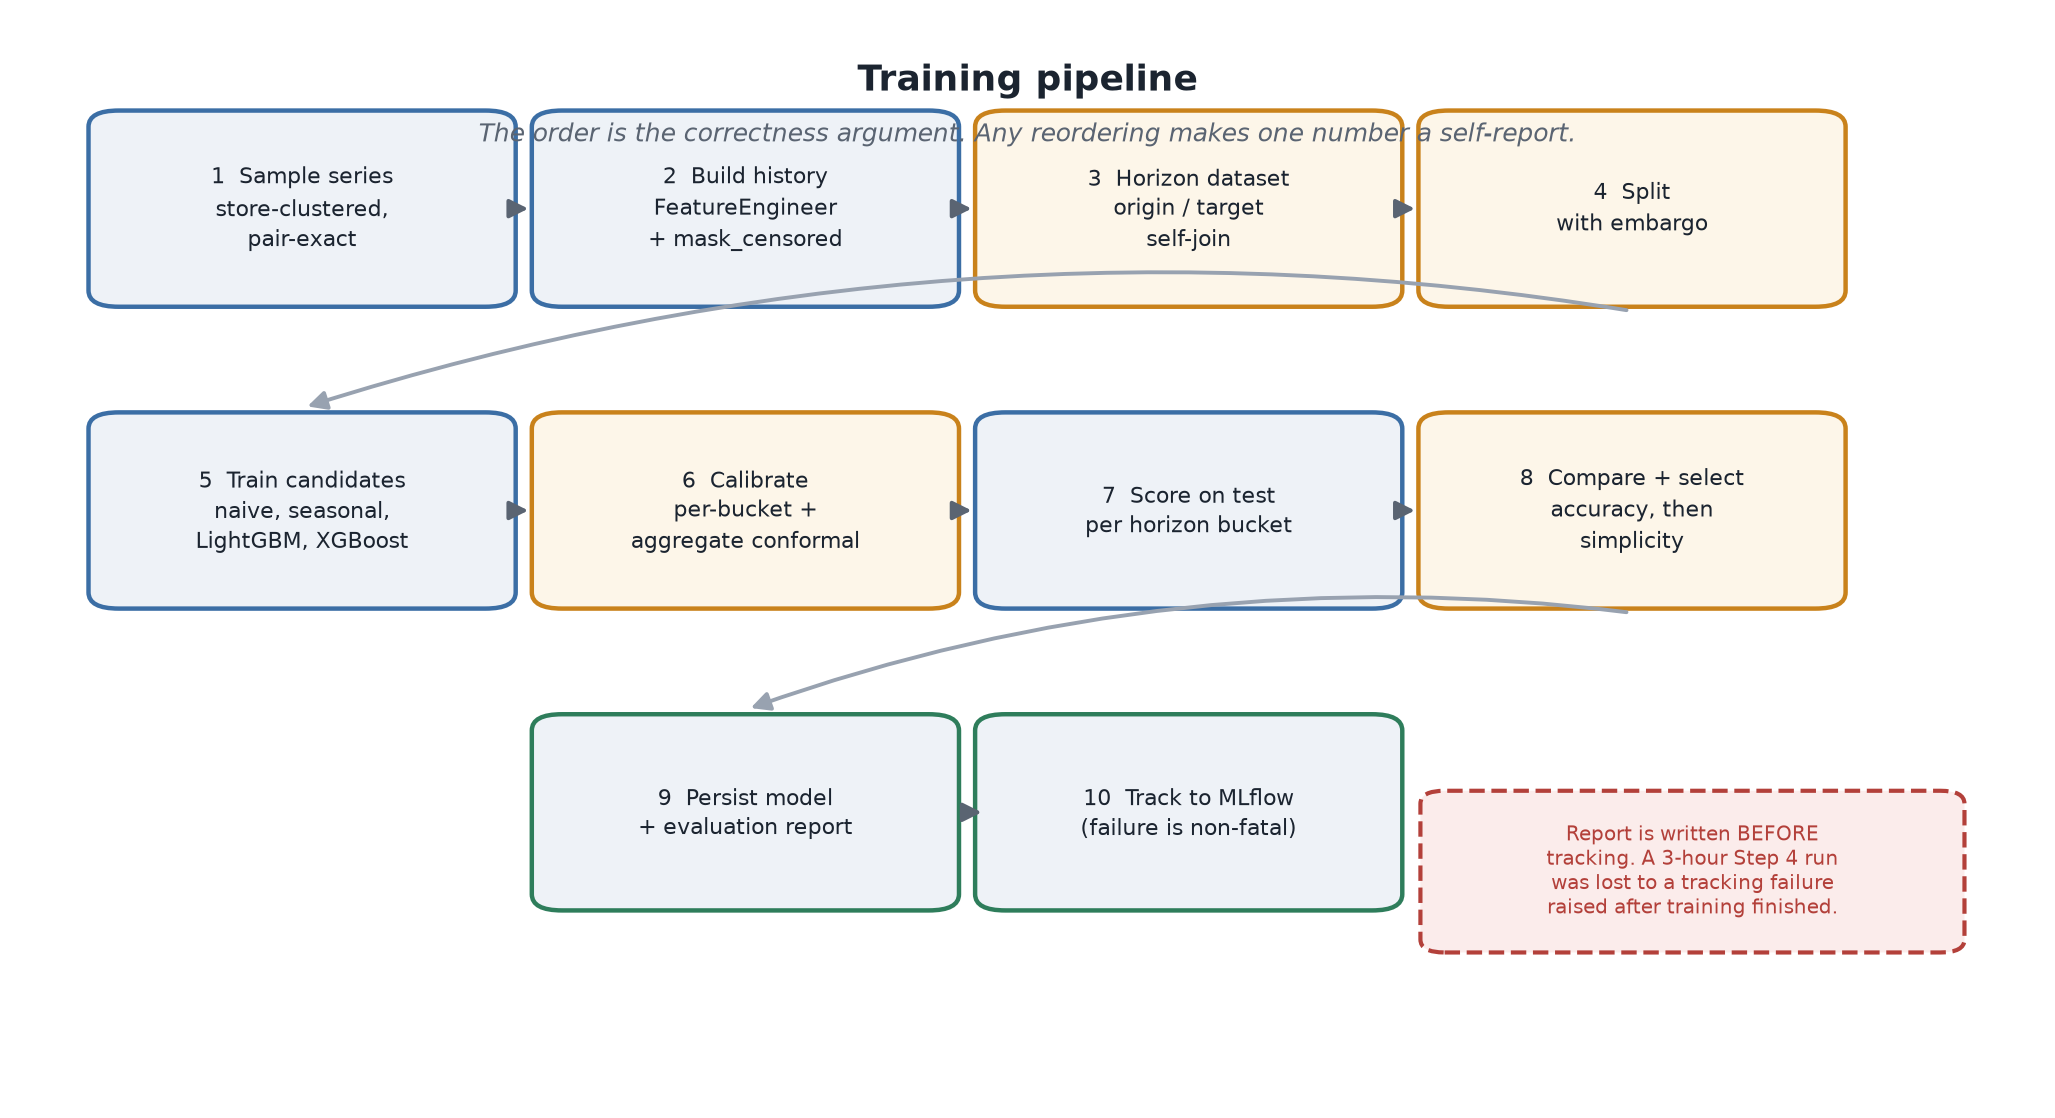 Training pipeline
The order is the correctness argument. Any reordering makes one number a self-report.
1  Sample series
store-clustered,
pair-exact
2  Build history
FeatureEngineer
+ mask_censored
3  Horizon dataset
origin / target
self-join
4  Split
with embargo
5  Train candidates
naive, seasonal,
LightGBM, XGBoost
6  Calibrate
per-bucket +
aggregate conformal
7  Score on test
per horizon bucket
8  Compare + select
accuracy, then
simplicity
9  Persist model
+ evaluation report
10  Track to MLflow
(failure is non-fatal)
Report is written BEFORE
tracking. A 3-hour Step 4 run
was lost to a tracking failure
raised after training finished.